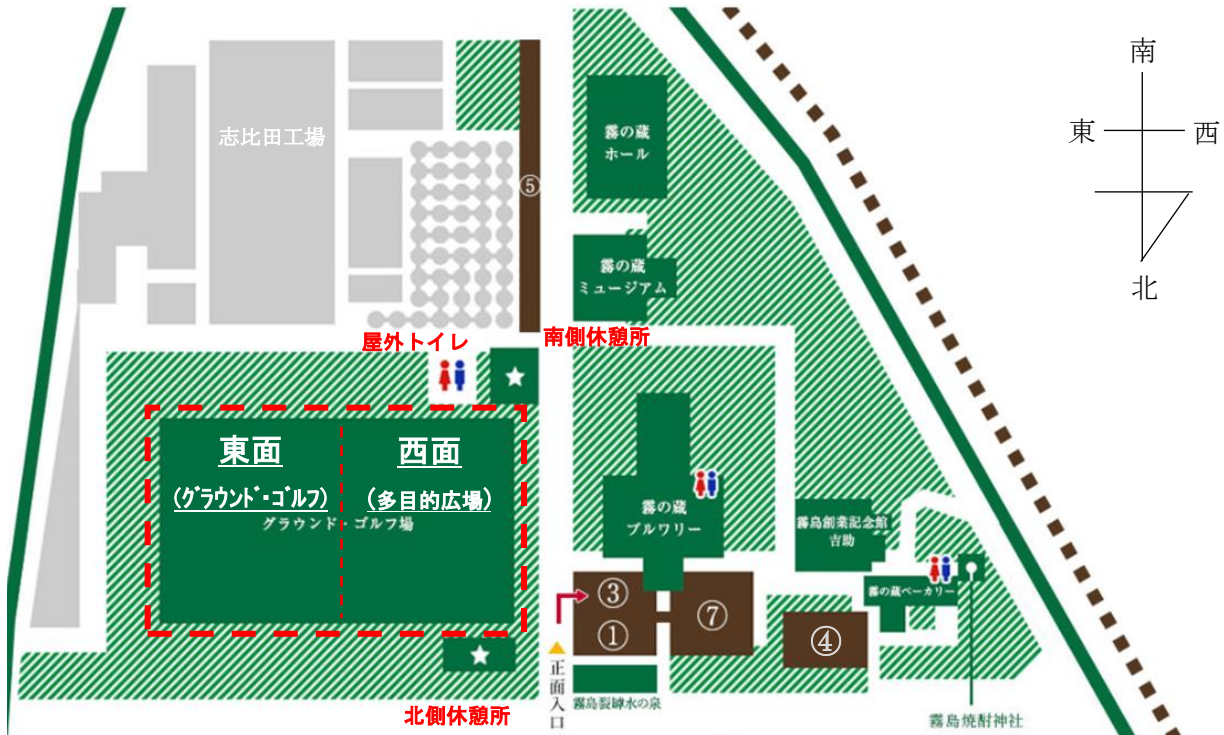 南
東
西
北
志比田工場
霧の蔵
ホール
⑤
霧の蔵
ミュージアム
屋外トイレ
南側休憩所
東面
(グラウンド・ゴルフ)
西面
(多目的広場)
グラウンド・ゴルフ場
霧の蔵
ブルワリー
霧島創業記念館
吉助
霧の蔵ベーカリー
③
①
⑦
④
正面入口
霧島裂罅水の泉
北側休憩所
霧島焼酎神社